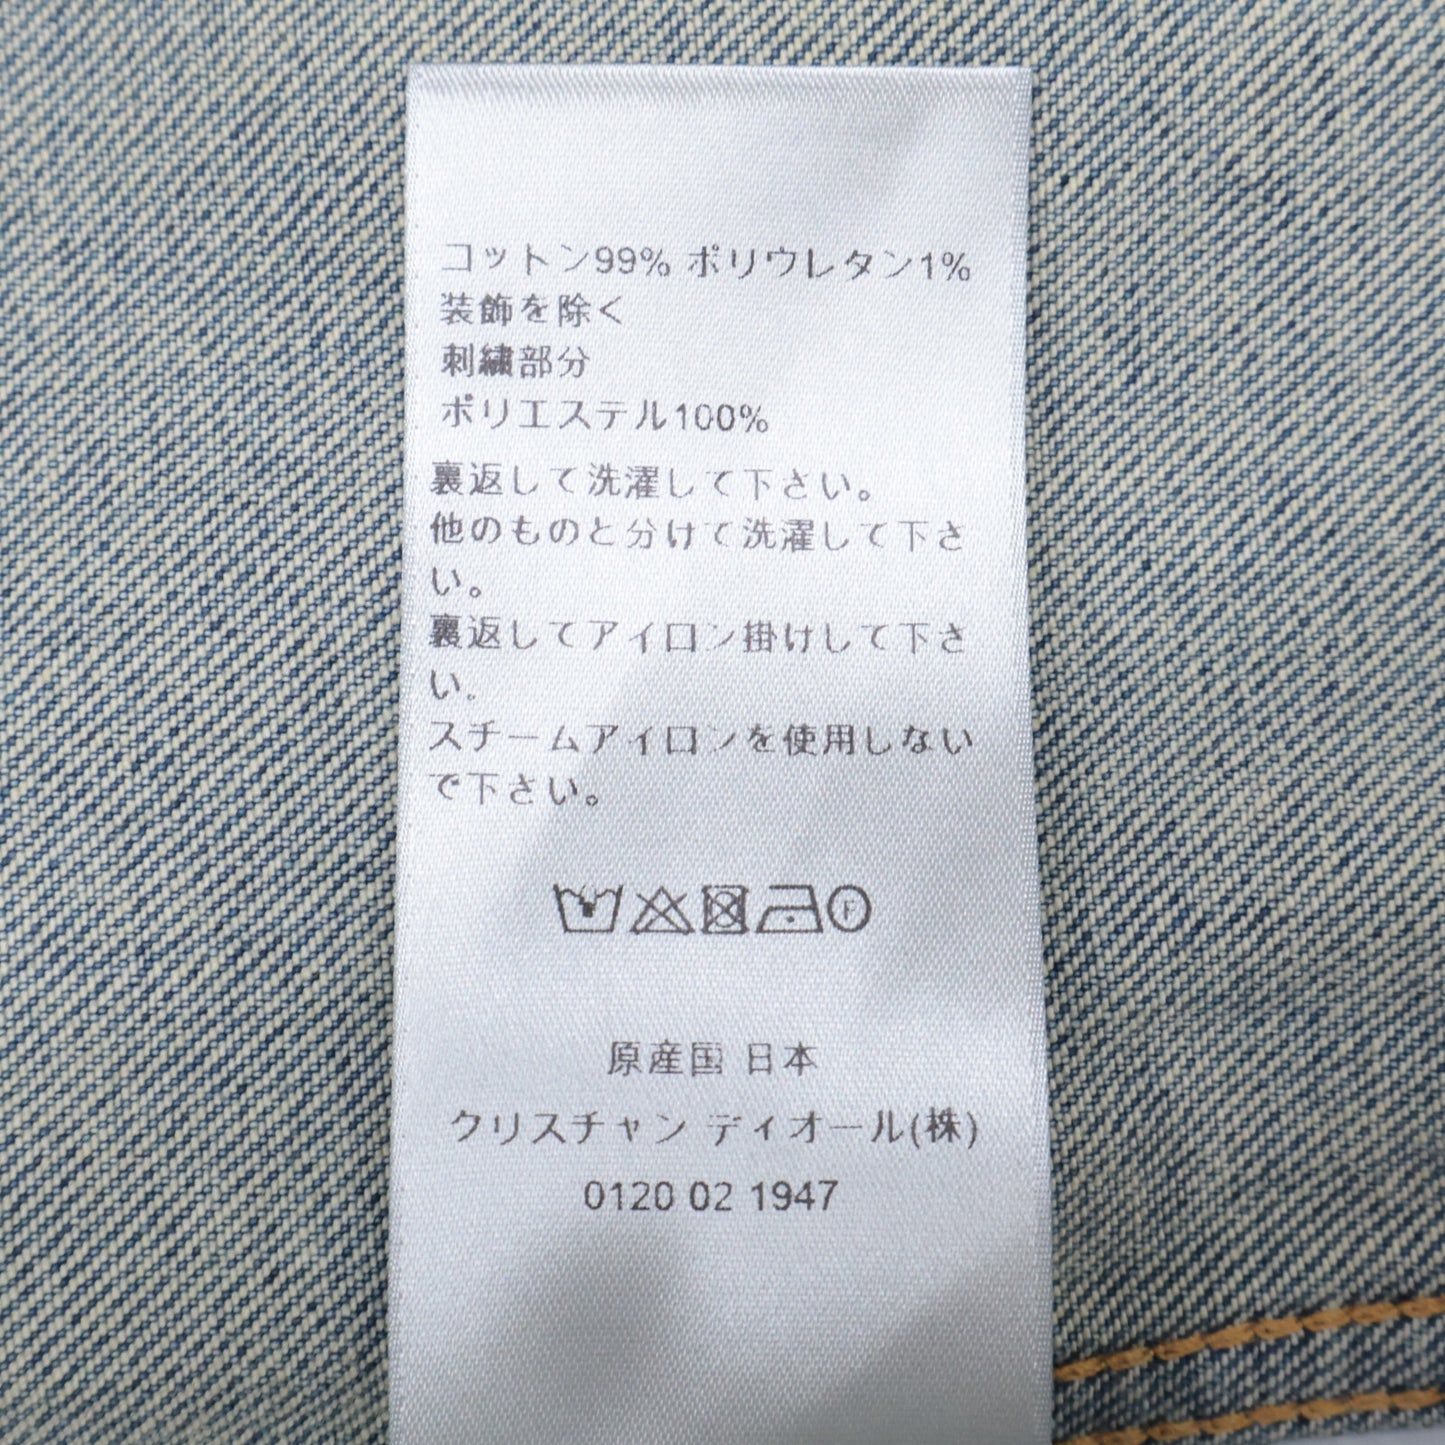 コットン99% ポリウレタン1%
装飾を除く
刺繍部分
ポリエステル100%
裏返して洗濯して下さい。
他のものと分けて洗濯して下さ
い。
裏返してアイロン掛けして下さ
い。
スチームアイロンを使用しない
で下さい。
F
原産国 日本
クリスチャン ディオール(株)
0120 02 1947